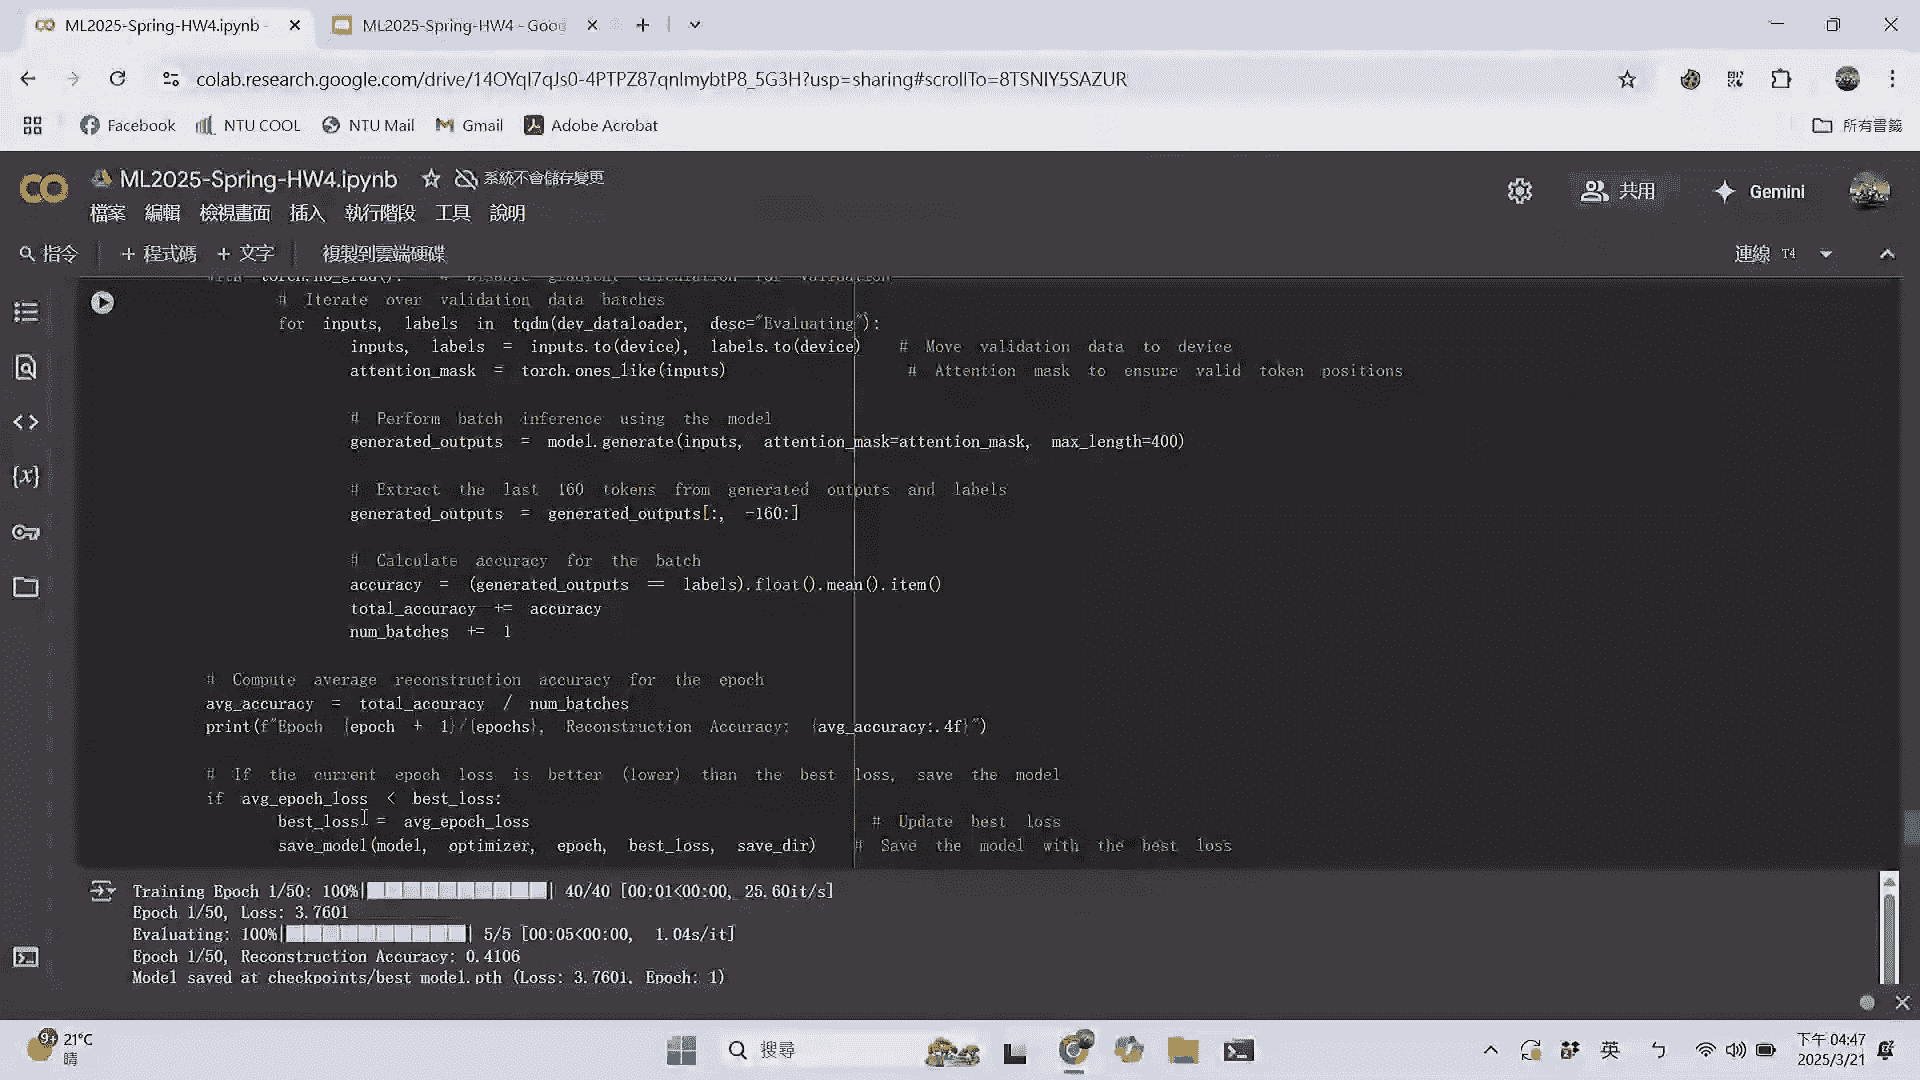 ML2025-Spring-HW4.ipynb -
ML2025-Spring-HW4 - Goo
colab.research.google.com/drive/14OYqI7qJs0-4PTPZ87qnlmybtP8_5G3H?usp=sharing#scrollTo=8TSNIY5SAZUR
Facebook NTU COOL NTU Mail Gmail Adobe Acrobat 所有書籤
ML2025-Spring-HW4.ipynb 系統不會儲存變更
檔案 編輯 檢視畫面 插入 執行階段 工具 說明
共用 Gemini
指令 + 程式碼 + 文字 複製到雲端硬碟 連線 T4
with torch.no_grad(): # Disable gradient calculation for validation
# Iterate over validation data batches
for inputs, labels in tqdm(dev_dataloader, desc="Evaluating"):
inputs, labels = inputs.to(device), labels.to(device) # Move validation data to device
attention_mask = torch.ones_like(inputs) # Attention mask to ensure valid token positions
# Perform batch inference using the model
generated_outputs = model.generate(inputs, attention_mask=attention_mask, max_length=400)
# Extract the last 160 tokens from generated outputs and labels
generated_outputs = generated_outputs[:, -160:]
# Calculate accuracy for the batch
accuracy = (generated_outputs == labels).float().mean().item()
total_accuracy += accuracy
num_batches += 1
# Compute average reconstruction accuracy for the epoch
avg_accuracy = total_accuracy / num_batches
print(f"Epoch {epoch + 1}/{epochs}, Reconstruction Accuracy: {avg_accuracy:.4f}")
# If the current epoch loss is better (lower) than the best loss, save the model
if avg_epoch_loss < best_loss:
best_loss = avg_epoch_loss # Update best loss
save_model(model, optimizer, epoch, best_loss, save_dir) # Save the model with the best loss
Training Epoch 1/50: 100%| | 40/40 [00:01<00:00, 25.60it/s]
Epoch 1/50, Loss: 3.7601
Evaluating: 100%| | 5/5 [00:05<00:00, 1.04s/it]
Epoch 1/50, Reconstruction Accuracy: 0.4106
Model saved at checkpoints/best_model.pth (Loss: 3.7601, Epoch: 1)
9+ 21°C
晴
搜尋
英 ㄅ
下午 04:47
2025/3/21